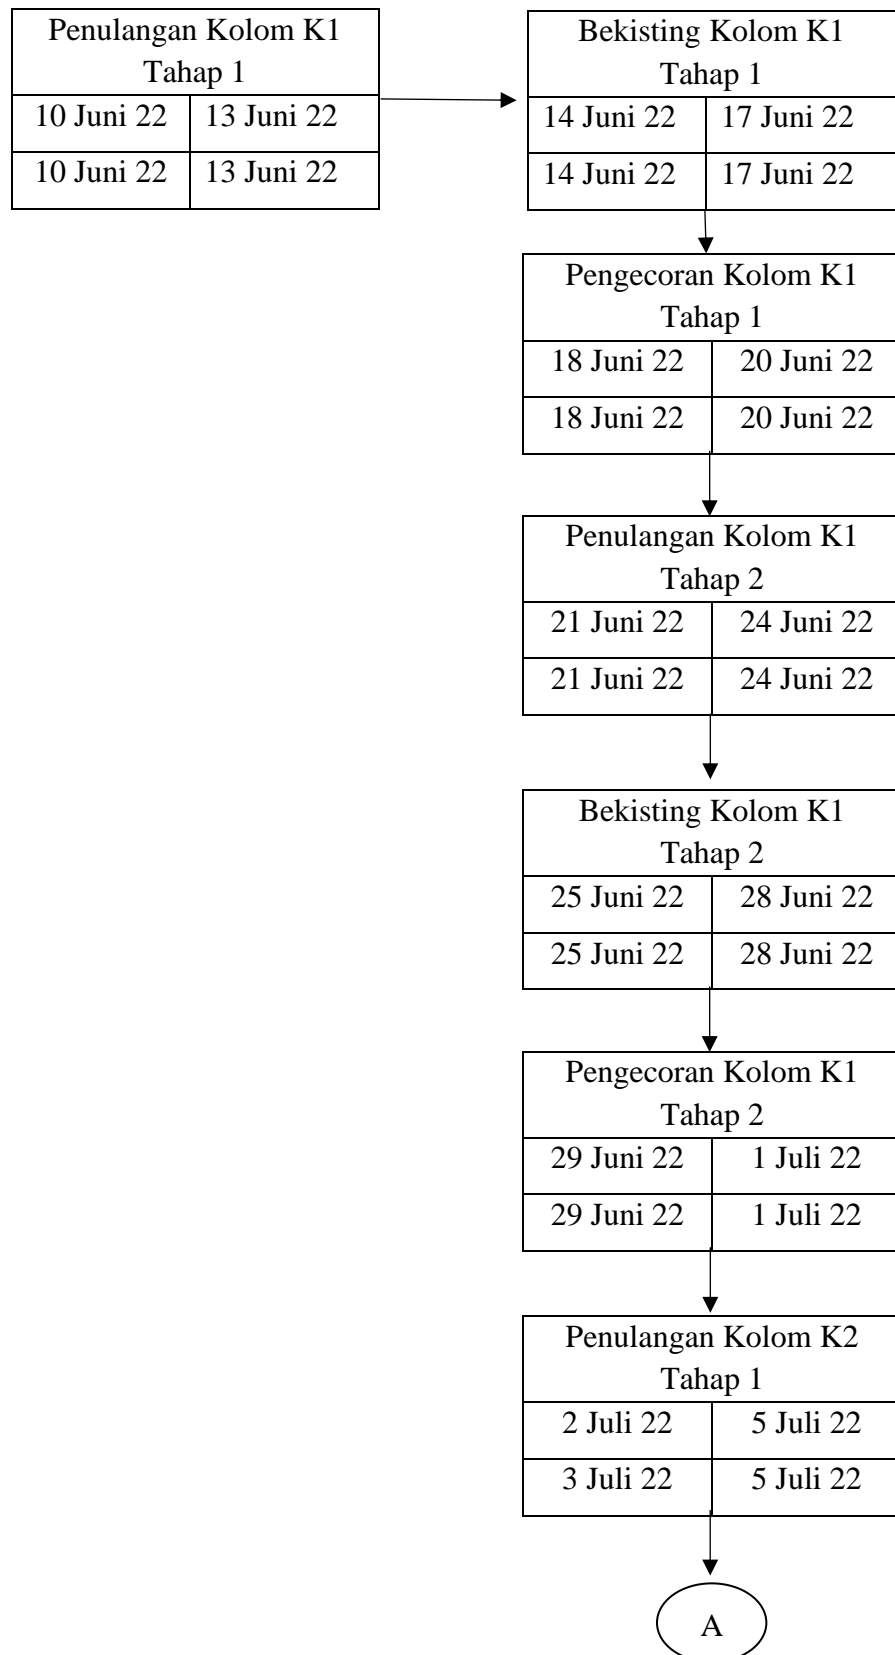 Penulangan Kolom K1
Tahap 1
10 Juni 22 13 Juni 22
10 Juni 22 13 Juni 22
Bekisting Kolom K1
Tahap 1
14 Juni 22 17 Juni 22
14 Juni 22 17 Juni 22
Pengecoran Kolom K1
Tahap 1
18 Juni 22 20 Juni 22
18 Juni 22 20 Juni 22
Penulangan Kolom K1
Tahap 2
21 Juni 22 24 Juni 22
21 Juni 22 24 Juni 22
Bekisting Kolom K1
Tahap 2
25 Juni 22 28 Juni 22
25 Juni 22 28 Juni 22
Pengecoran Kolom K1
Tahap 2
29 Juni 22 1 Juli 22
29 Juni 22 1 Juli 22
Penulangan Kolom K2
Tahap 1
2 Juli 22 5 Juli 22
3 Juli 22 5 Juli 22
A